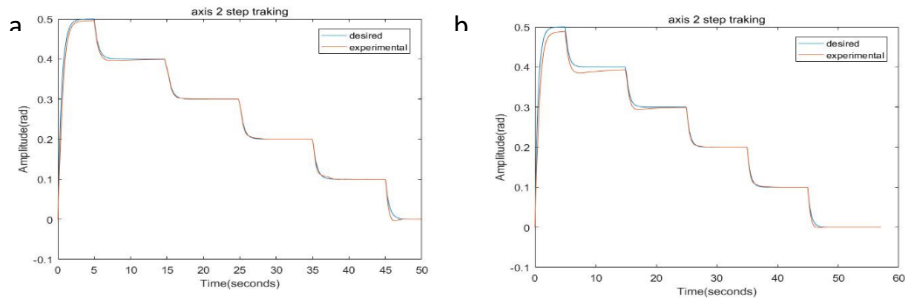 a
axis 2 step traking
desired
experimental
Amplitude(rad)
0.5
0.4
0.3
0.2
0.1
0
-0.1
0 5 10 15 20 25 30 35 40 45 50
Time(seconds)
b
axis 2 step traking
desired
experimental
Amplitude(rad)
0.5
0.4
0.3
0.2
0.1
0
-0.1
0 10 20 30 40 50 60
Time(seconds)